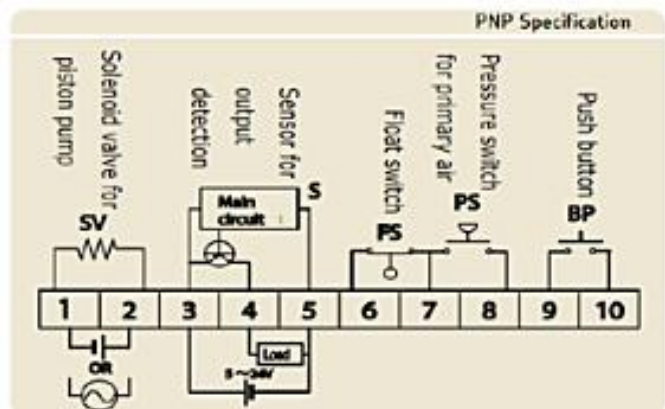 PNP Specification
Solenoid valve for
piston pump
Sensor for
output
detection
Float switch
Pressure switch
for primary air
Push button
SV
Main
circuit
S
PS
PS
BP
1 2 3 4 5 6 7 8 9 10
OR
Load
5~24V